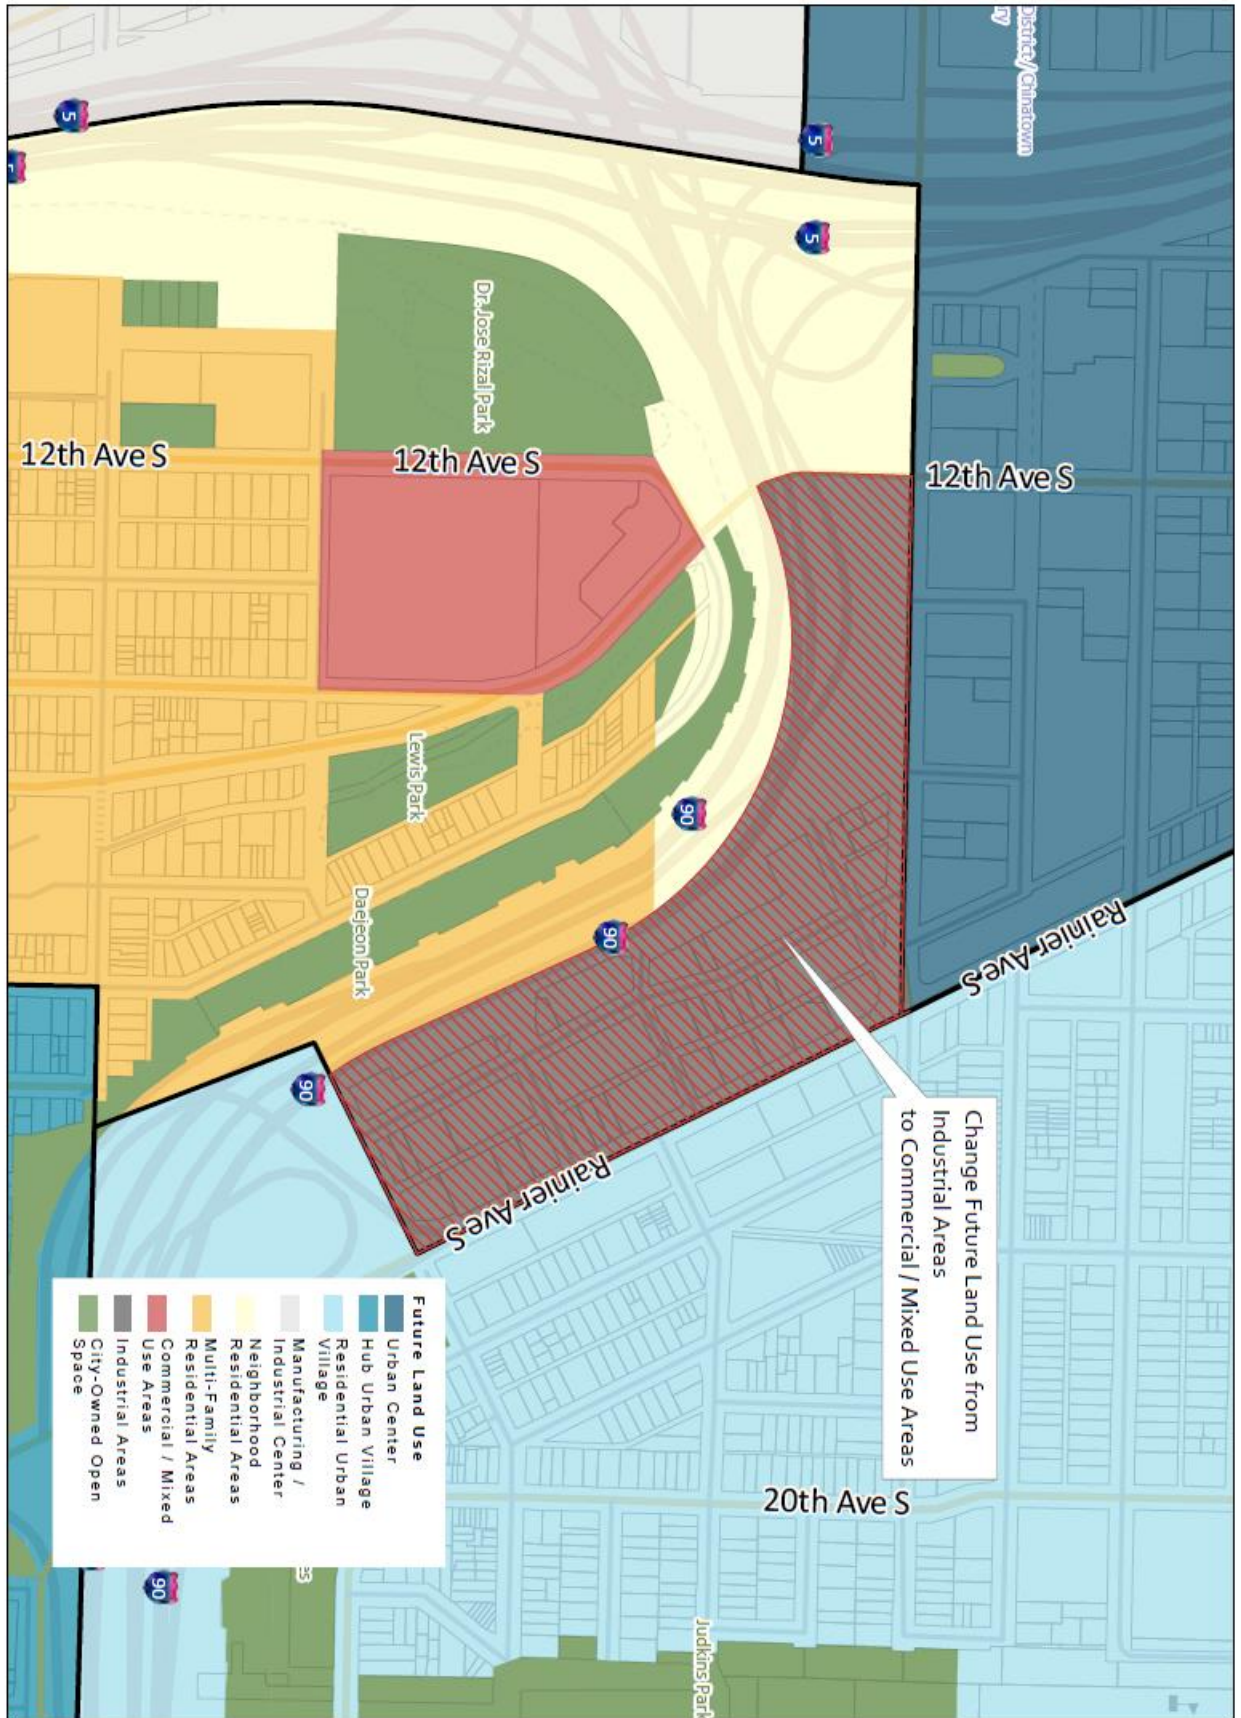 District / Chinatown
ry
5
5
5
5
12th Ave S
12th Ave S
12th Ave S
Dr. Jose Rizal Park
Lewis Park
Daejeon Park
90
90
90
90
Rainier Ave S
Rainier Ave S
20th Ave S
Judkins Park
es
Change Future Land Use from
Industrial Areas
to Commercial / Mixed Use Areas
Future Land Use
Urban Center
Hub Urban Village
Residential Urban
Village
Manufacturing /
Industrial Center
Neighborhood
Residential Areas
Multi-Family
Residential Areas
Commercial / Mixed
Use Areas
Industrial Areas
City-Owned Open
Space